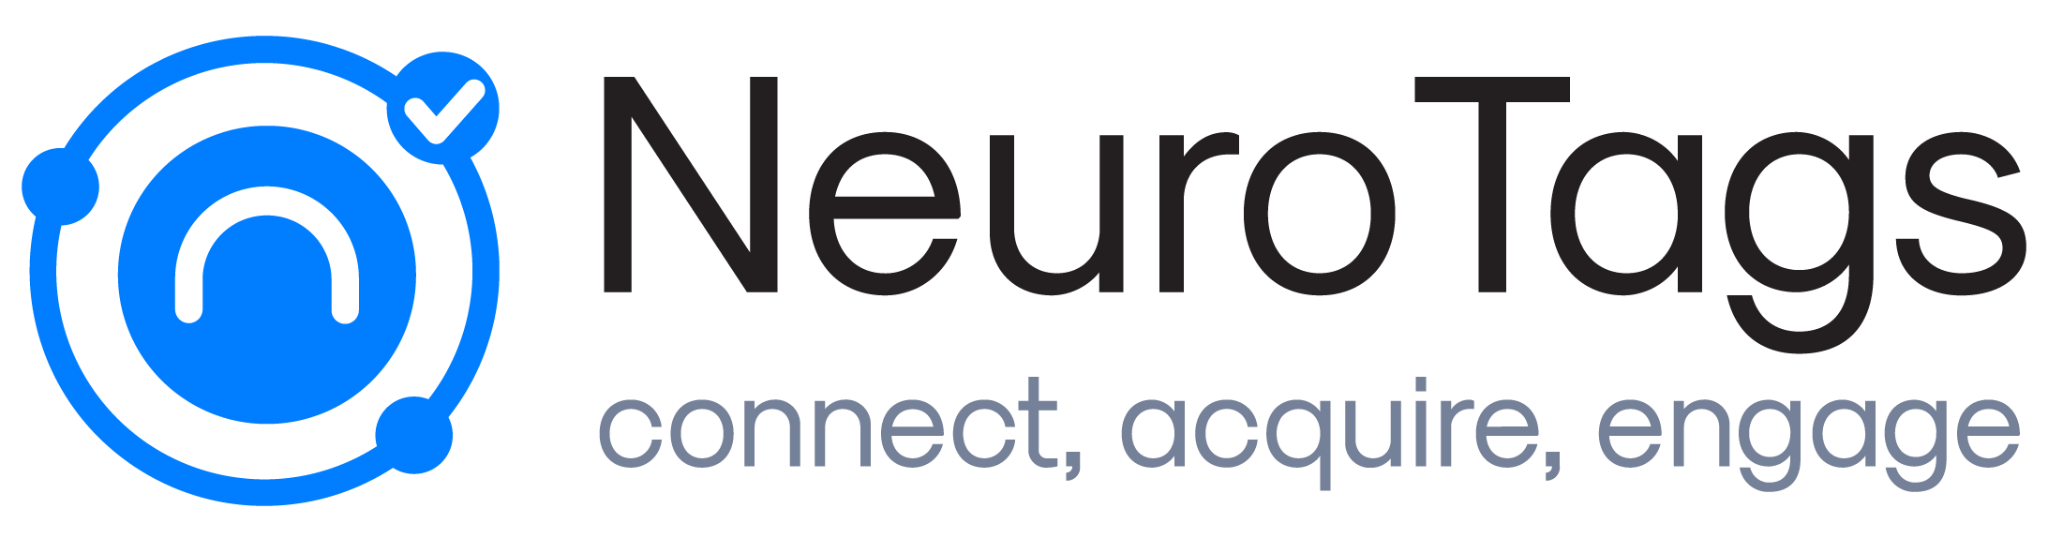 NeuroTags
connect, acquire, engage